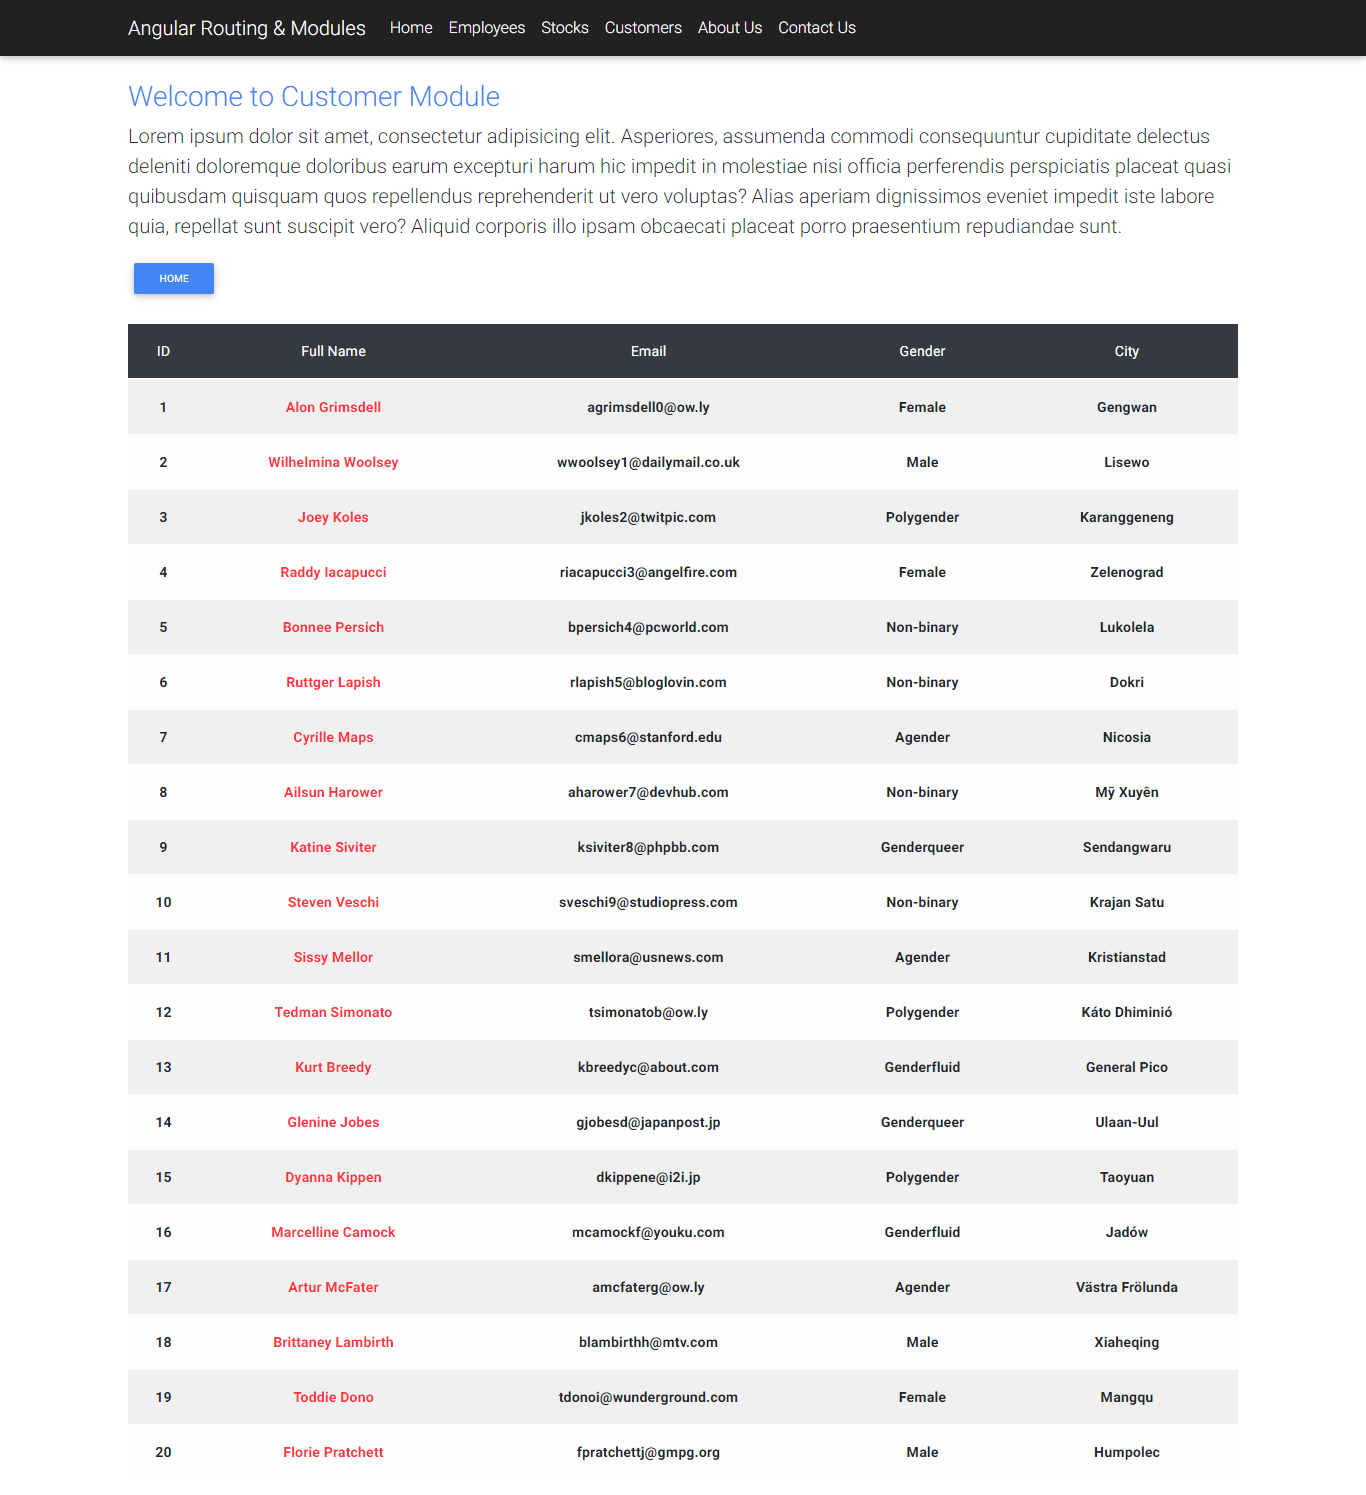 Angular Routing & Modules Home Employees Stocks Customers About Us Contact Us
Welcome to Customer Module
Lorem ipsum dolor sit amet, consectetur adipisicing elit. Asperiores, assumenda commodi consequuntur cupiditate delectus
deleniti doloremque doloribus earum excepturi harum hic impedit in molestiae nisi officia perferendis perspiciatis placeat quasi
quibusdam quisquam quos repellendus reprehenderit ut vero voluptas? Alias aperiam dignissimos eveniet impedit iste labore
quia, repellat sunt suscipit vero? Aliquid corporis illo ipsam obcaecati placeat porro praesentium repudiandae sunt.
HOME
ID Full Name Email Gender City
1 Alon Grimsdell agrimsdell0@ow.ly Female Gengwan
2 Wilhelmina Woolsey wwoolsey1@dailymail.co.uk Male Lisewo
3 Joey Koles jkoles2@twitpic.com Polygender Karanggeneng
4 Raddy Iacapucci riacapucci3@angelfire.com Female Zelenograd
5 Bonnee Persich bpersich4@pcworld.com Non-binary Lukolela
6 Ruttger Lapish rlapish5@bloglovin.com Non-binary Dokri
7 Cyrille Maps cmaps6@stanford.edu Agender Nicosia
8 Ailsun Harower aharower7@devhub.com Non-binary Mỹ Xuyên
9 Katine Siviter ksiviter8@phpbb.com Genderqueer Sendangwaru
10 Steven Veschi sveschi9@studiopress.com Non-binary Krajan Satu
11 Sissy Mellor smellora@usnews.com Agender Kristianstad
12 Tedman Simonato tsimonatob@ow.ly Polygender Káto Dhiminió
13 Kurt Breedy kbreedyc@about.com Genderfluid General Pico
14 Glenine Jobes gjobesd@japanpost.jp Genderqueer Ulaan-Uul
15 Dyanna Kippen dkippene@i2i.jp Polygender Taoyuan
16 Marcelline Camock mcamockf@youku.com Genderfluid Jadów
17 Artur McFater amcfaterg@ow.ly Agender Västra Frölunda
18 Brittaney Lambirth blambirthh@mtv.com Male Xiaheqing
19 Toddie Dono tdonoi@wunderground.com Female Mangqu
20 Florie Pratchett fpratchettj@gmpg.org Male Humpolec